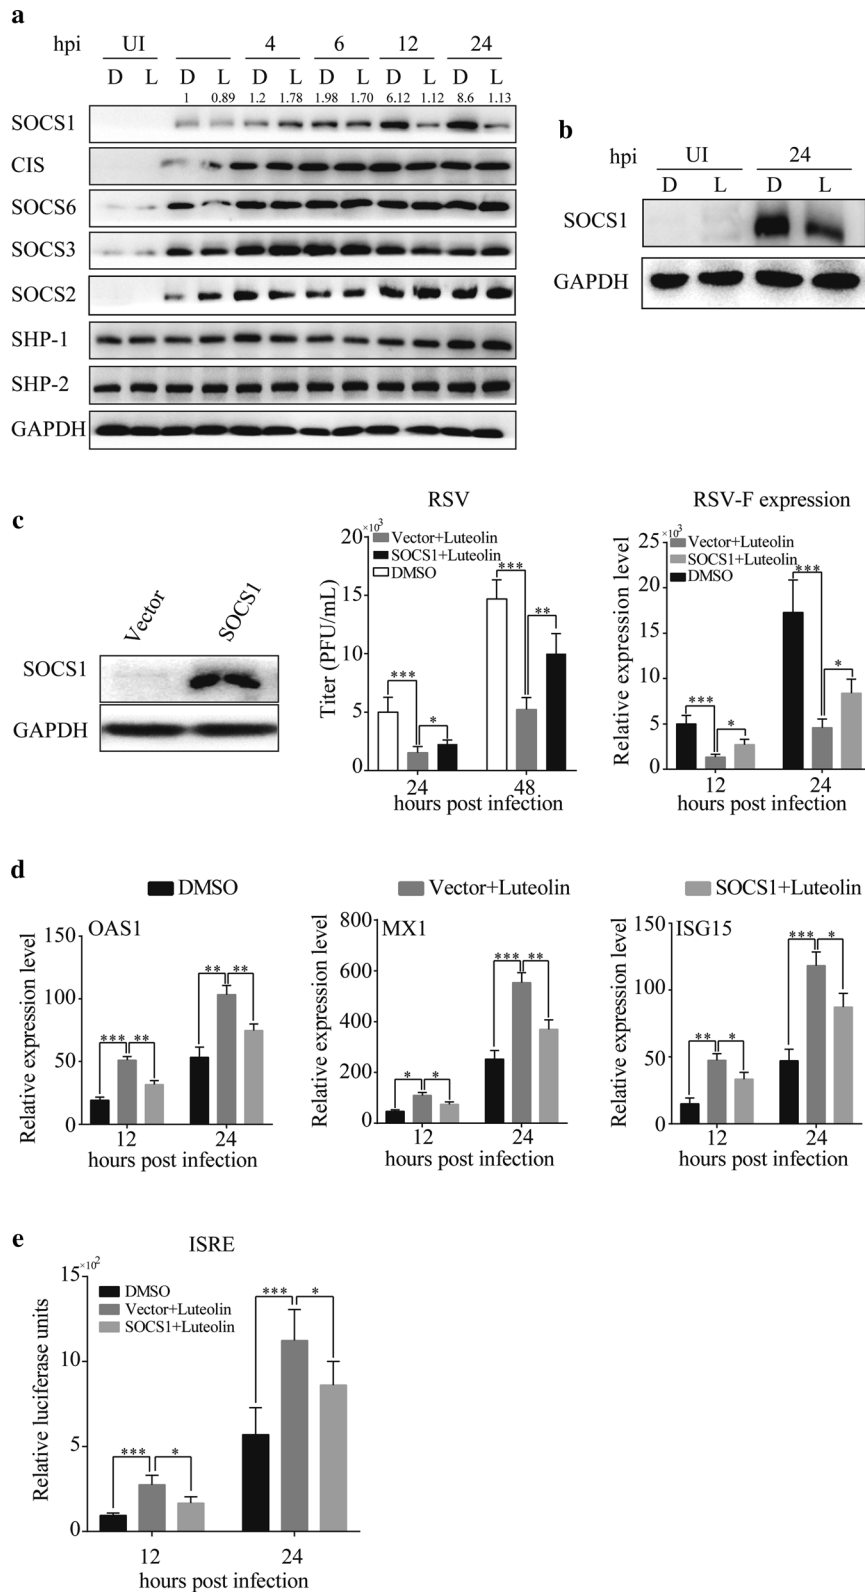 a
hpi UI 4 6 12 24
D L D L D L D L D L D L
1 0.89 1.2 1.78 1.98 1.70 6.12 1.12 8.6 1.13
SOCS1
CIS
SOCS6
SOCS3
SOCS2
SHP-1
SHP-2
GAPDH
b
hpi UI 24
D L D L
SOCS1
GAPDH
c
Vector SOCS1
SOCS1
GAPDH
RSV
×10³
Vector+Luteolin
SOCS1+Luteolin
DMSO
Titer (PFU/mL)
20
15
10
5
0
*** * *** **
24 48
hours post infection
RSV-F expression
×10³
Vector+Luteolin
SOCS1+Luteolin
DMSO
Relative expression level
25
20
15
10
5
0
*** * *** *
12 24
hours post infection
d
DMSO Vector+Luteolin SOCS1+Luteolin
OAS1
Relative expression level
150
100
50
0
*** ** ** **
12 24
hours post infection
MX1
Relative expression level
800
600
400
200
0
* * *** **
12 24
hours post infection
ISG15
Relative expression level
150
100
50
0
** * *** *
12 24
hours post infection
e
ISRE
×10²
DMSO
Vector+Luteolin
SOCS1+Luteolin
Relative luciferase units
15
10
5
0
*** * *** *
12 24
hours post infection